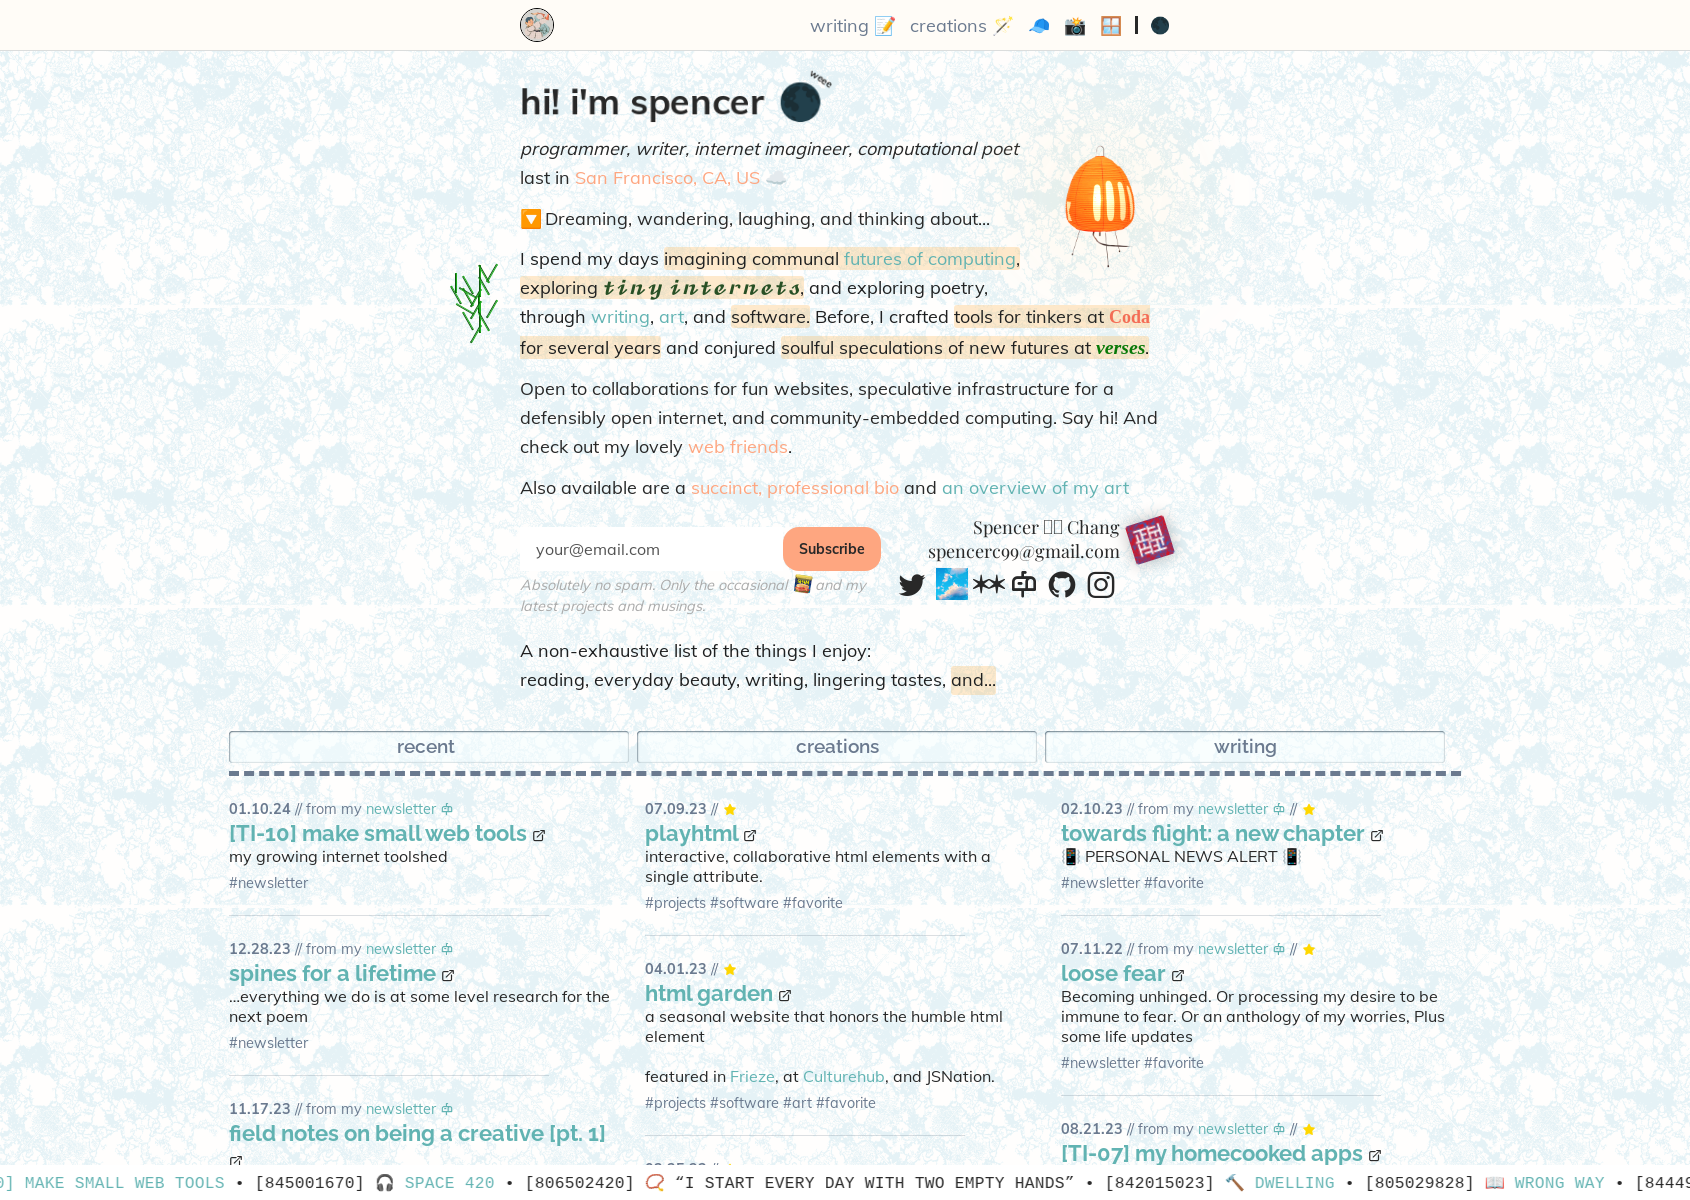 writing 📝 creations 🪄 🧢 📸 🪟 | 🌑
hi! i'm spencer 🌑 weee
programmer, writer, internet imagineer, computational poet
last in San Francisco, CA, US ☁️
🔽 Dreaming, wandering, laughing, and thinking about...
I spend my days imagining communal futures of computing,
exploring tiny internets, and exploring poetry,
through writing, art, and software. Before, I crafted tools for tinkers at Coda
for several years and conjured soulful speculations of new futures at verses.
Open to collaborations for fun websites, speculative infrastructure for a
defensibly open internet, and community-embedded computing. Say hi! And
check out my lovely web friends.
Also available are a succinct, professional bio and an overview of my art
your@email.com Subscribe
Absolutely no spam. Only the occasional and my
latest projects and musings.
Spencer Chang
spencerc99@gmail.com
A non-exhaustive list of the things I enjoy:
reading, everyday beauty, writing, lingering tastes, and...
recent creations writing
01.10.24 // from my newsletter
[TI-10] make small web tools
my growing internet toolshed
#newsletter
12.28.23 // from my newsletter
spines for a lifetime
...everything we do is at some level research for the
next poem
#newsletter
11.17.23 // from my newsletter
field notes on being a creative [pt. 1]
07.09.23 // ⭐
playhtml
interactive, collaborative html elements with a
single attribute.
#projects #software #favorite
04.01.23 // ⭐
html garden
a seasonal website that honors the humble html
element
featured in Frieze, at Culturehub, and JSNation.
#projects #software #art #favorite
02.10.23 // from my newsletter // ⭐
towards flight: a new chapter
📳 PERSONAL NEWS ALERT 📳
#newsletter #favorite
07.11.22 // from my newsletter // ⭐
loose fear
Becoming unhinged. Or processing my desire to be
immune to fear. Or an anthology of my worries, Plus
some life updates
#newsletter #favorite
08.21.23 // from my newsletter // ⭐
[TI-07] my homecooked apps
0] MAKE SMALL WEB TOOLS • [845001670] 🎧 SPACE 420 • [806502420] 📿 “I START EVERY DAY WITH TWO EMPTY HANDS” • [842015023] 🔨 DWELLING • [805029828] 📖 WRONG WAY • [8444